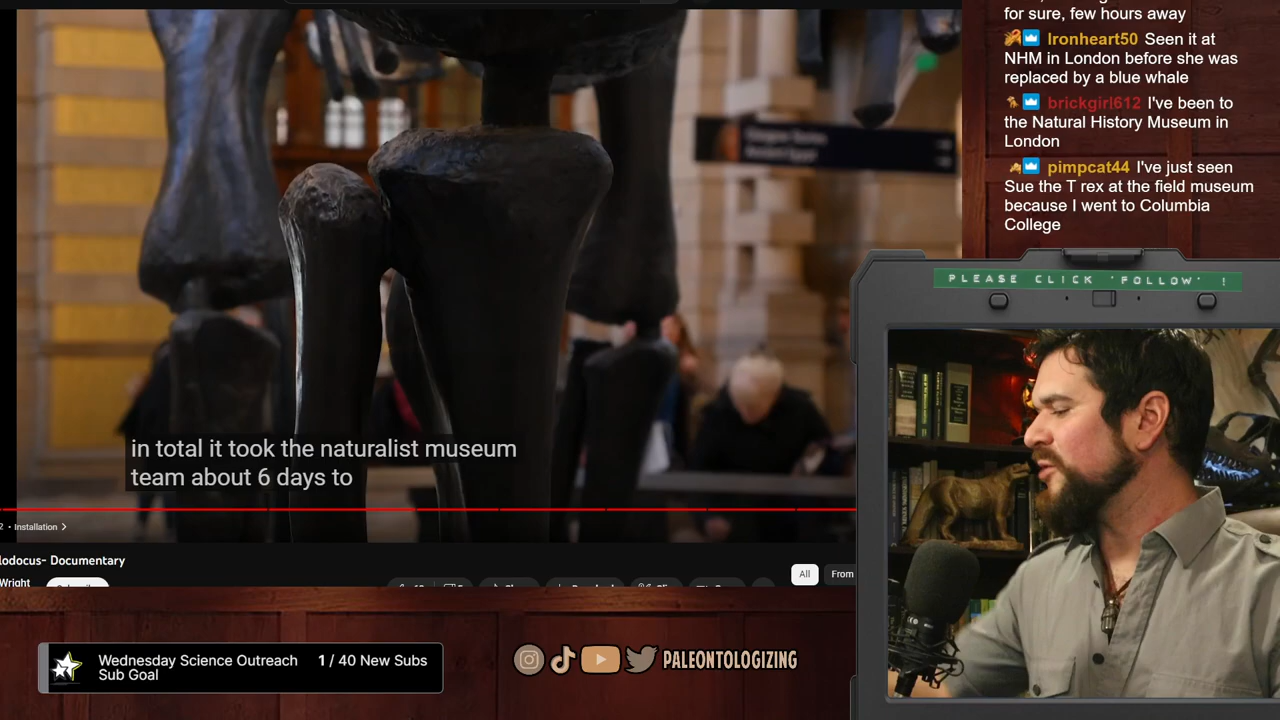 for sure, few hours away
Ironheart50 Seen it at
NHM in London before she was
replaced by a blue whale
brickgirl612 I've been to
the Natural History Museum in
London
pimpcat44 I've just seen
Sue the T rex at the field museum
because I went to Columbia
College
PLEASE CLICK 'FOLLOW' !
in total it took the naturalist museum
team about 6 days to
2 • Installation
lodocus- Documentary
Wright
All
From
Wednesday Science Outreach 1 / 40 New Subs
Sub Goal
PALEONTOLOGIZING